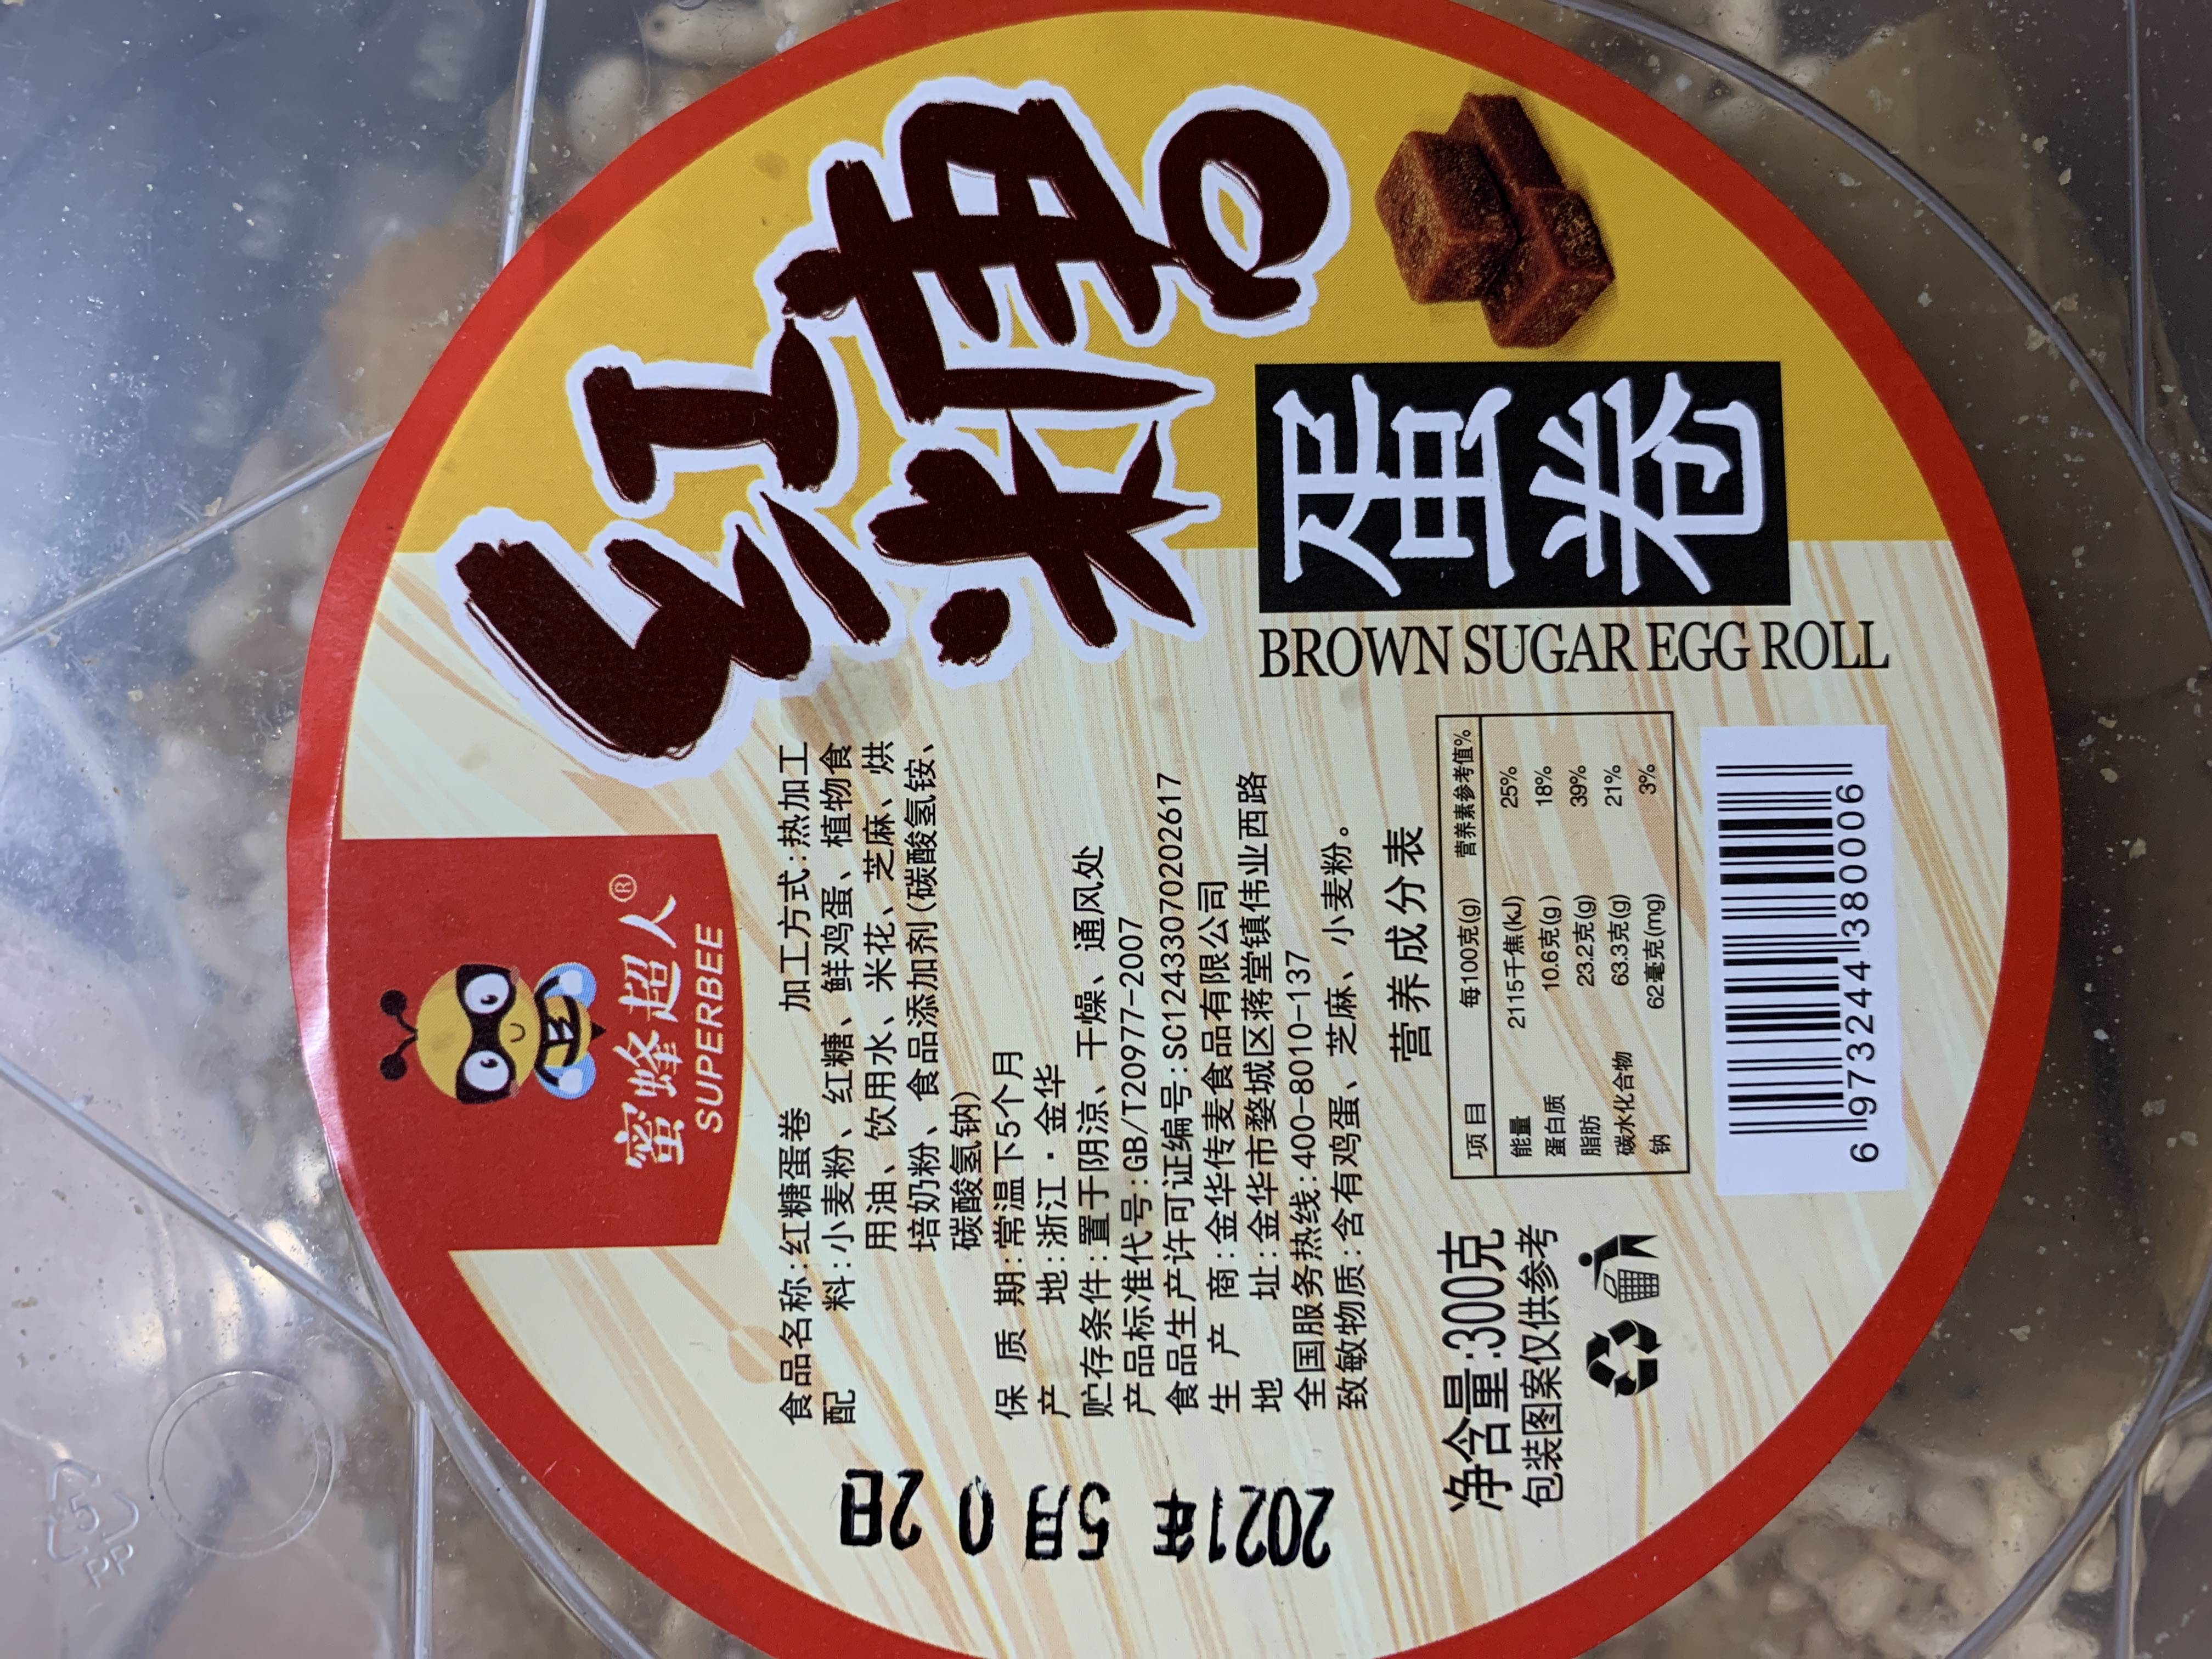 蜜蜂超人®
SUPERBEE
红糖
蛋卷
BROWN SUGAR EGG ROLL
食品名称:红糖蛋卷 加工方式:热加工
配 料:小麦粉、红糖、鲜鸡蛋、植物食
用油、饮用水、米花、芝麻、烘
培奶粉、食品添加剂(碳酸氢铵、
碳酸氢钠)
保 质 期:常温下5个月
产 地:浙江·金华
贮存条件:置于阴凉、干燥、通风处
产品标准代号:GB/T20977-2007
食品生产许可证编号:SC12433070202617
生 产 商:金华传麦食品有限公司
地 址:金华市婺城区蒋堂镇伟业西路
全国服务热线:400-8010-137
致敏物质:含有鸡蛋、芝麻、小麦粉。
营养成分表
项目 每100克(g) 营养素参考值%
能量 2115千焦(kJ) 25%
蛋白质 10.6克(g) 18%
脂肪 23.2克(g) 39%
碳水化合物 63.3克(g) 21%
钠 62毫克(mg) 3%
净含量:300克
包装图案仅供参考
6 973244 380006
2021年 5月 0 2日
5
PP